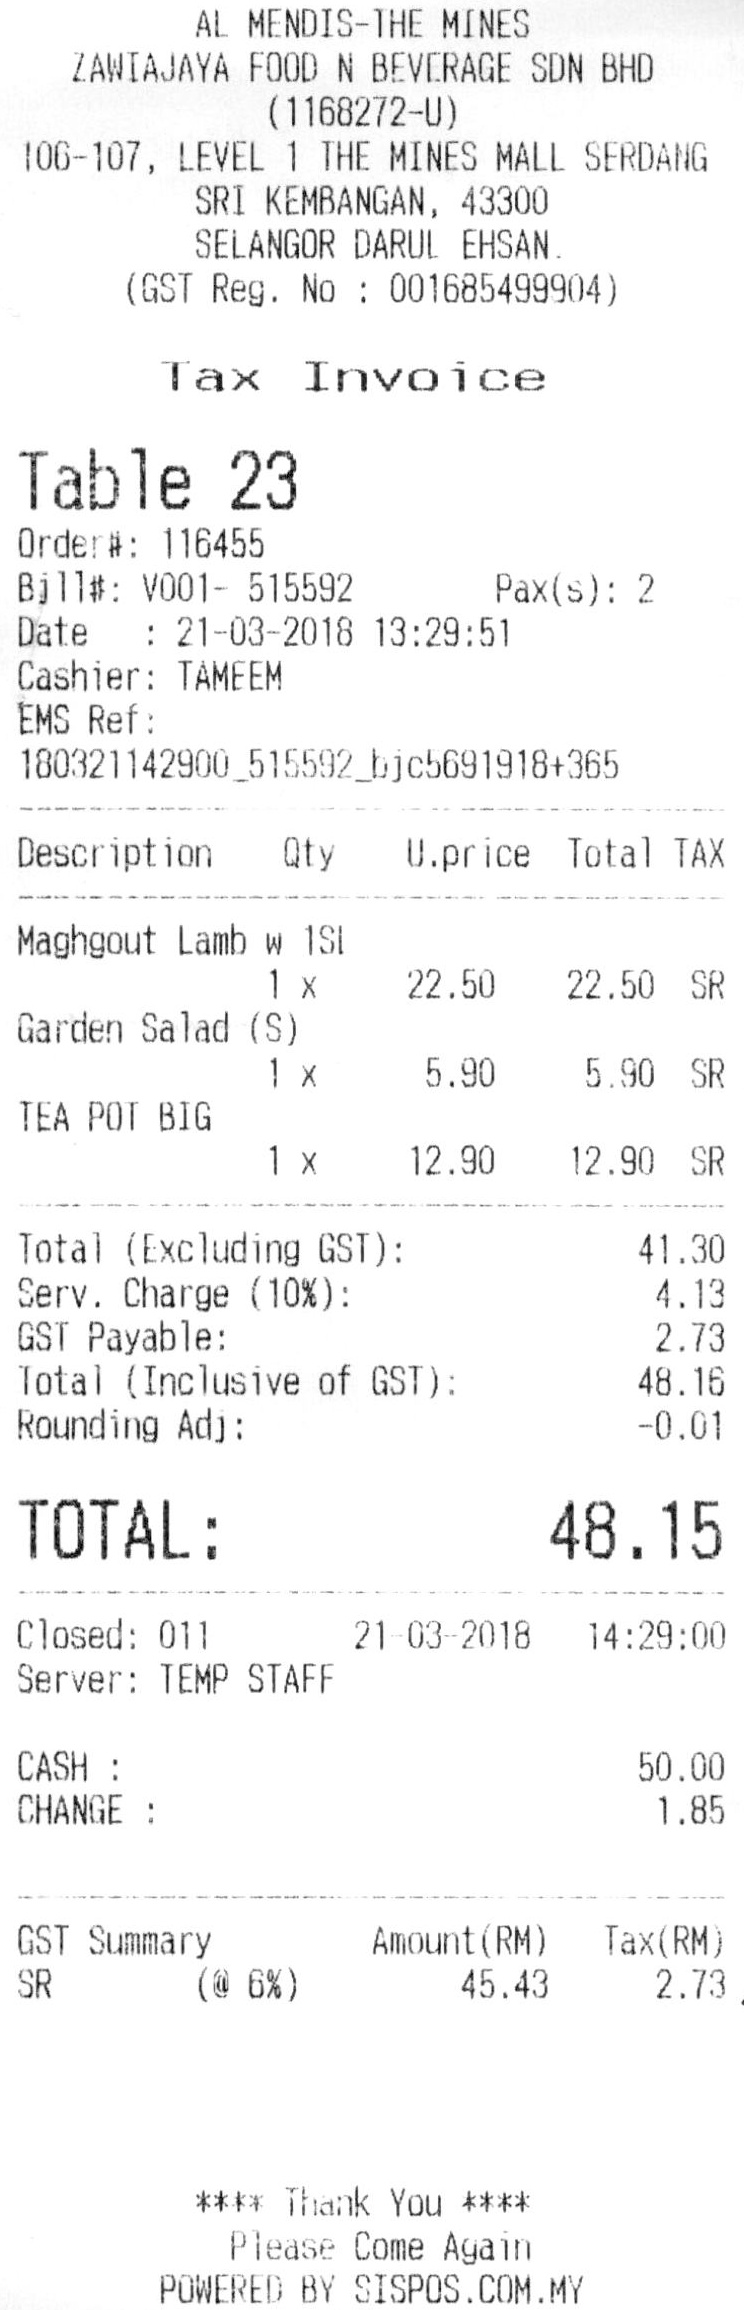 AL MENDIS-THE MINES
ZAWIAJAYA FOOD N BEVERAGE SDN BHD
(1168272-U)
106-107, LEVEL 1 THE MINES MALL SERDANG
SRI KEMBANGAN, 43300
SELANGOR DARUL EHSAN.
(GST Reg. No : 001685499904)
Tax Invoice
Table 23
Order#: 116455
Bill#: V001- 515592 Pax(s): 2
Date : 21-03-2018 13:29:51
Cashier: TAMEEM
EMS Ref:
180321142900_515592_bjcb691918+365
Description Qty U.price Total TAX
Maghgout Lamb w 1SL
1 x 22.50 22.50 SR
Garden Salad (S)
1 x 5.90 5.90 SR
TEA POT BIG
1 x 12.90 12.90 SR
Total (Excluding GST): 41.30
Serv. Charge (10%): 4.13
GST Payable: 2.73
Total (Inclusive of GST): 48.16
Rounding Adj: -0.01
TOTAL: 48.15
Closed: 011 21-03-2018 14:29:00
Server: TEMP STAFF
CASH : 50.00
CHANGE : 1.85
GST Summary Amount(RM) Tax(RM)
SR (@ 6%) 45.43 2.73
**** Thank You ****
Please Come Again
POWERED BY SISPOS.COM.MY